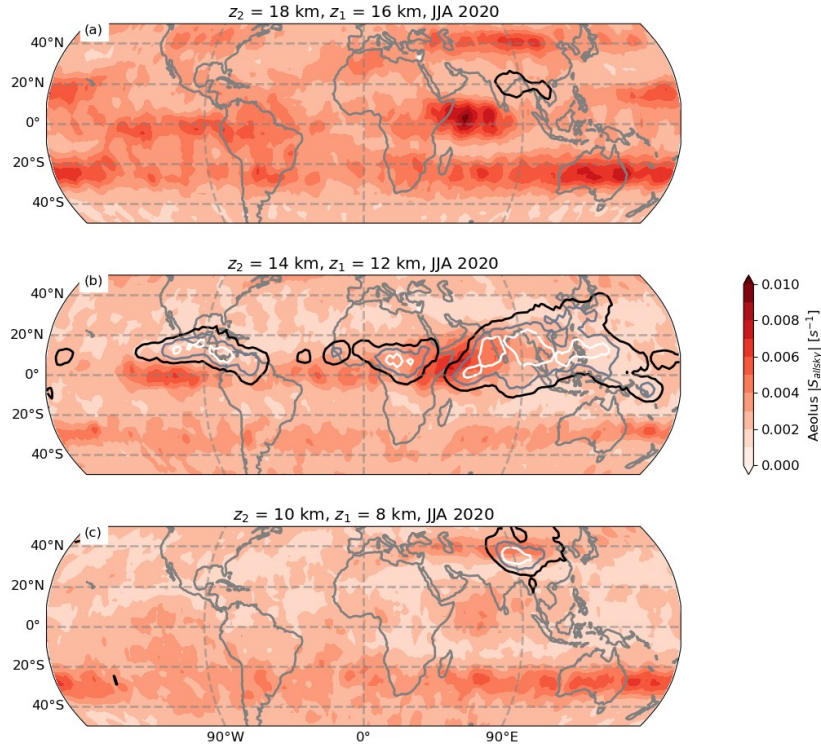 z₂ = 18 km, z₁ = 16 km, JJA 2020
(a)
40°N
20°N
0°
20°S
40°S
z₂ = 14 km, z₁ = 12 km, JJA 2020
(b)
40°N
20°N
0°
20°S
40°S
0.010
0.008
0.006
0.004
0.002
0.000
Aeolus |S_allsky| [s⁻¹]
z₂ = 10 km, z₁ = 8 km, JJA 2020
(c)
40°N
20°N
0°
20°S
40°S
90°W 0° 90°E